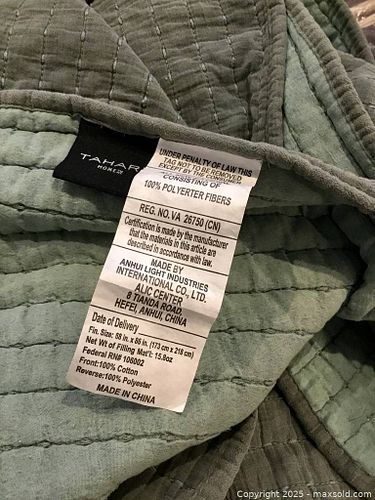 TAHARI
HOME
UNDER PENALTY OF LAW THIS
TAG NOT TO BE REMOVED
EXCEPT BY THE CONSUMER
CONSISTING OF
100% POLYERTER FIBERS
REG. NO. VA 26750 (CN)
Certification is made by the manufacturer
that the materials in this article are
described in accordance with law.
MADE BY
ANHUI LIGHT INDUSTRIES
INTERNATIONAL CO., LTD.
ALIC CENTER
8 TIANDA ROAD,
HEFEI, ANHUI, CHINA
Date of Delivery
Fin. Size: 68 in. x 86 in. (173 cm x 218 cm)
Net Wt of Filling Mat'l: 15.8oz
Federal RN# 106002
Front:100% Cotton
Reverse:100% Polyester
MADE IN CHINA
Copyright © 2025 - maxsold.com